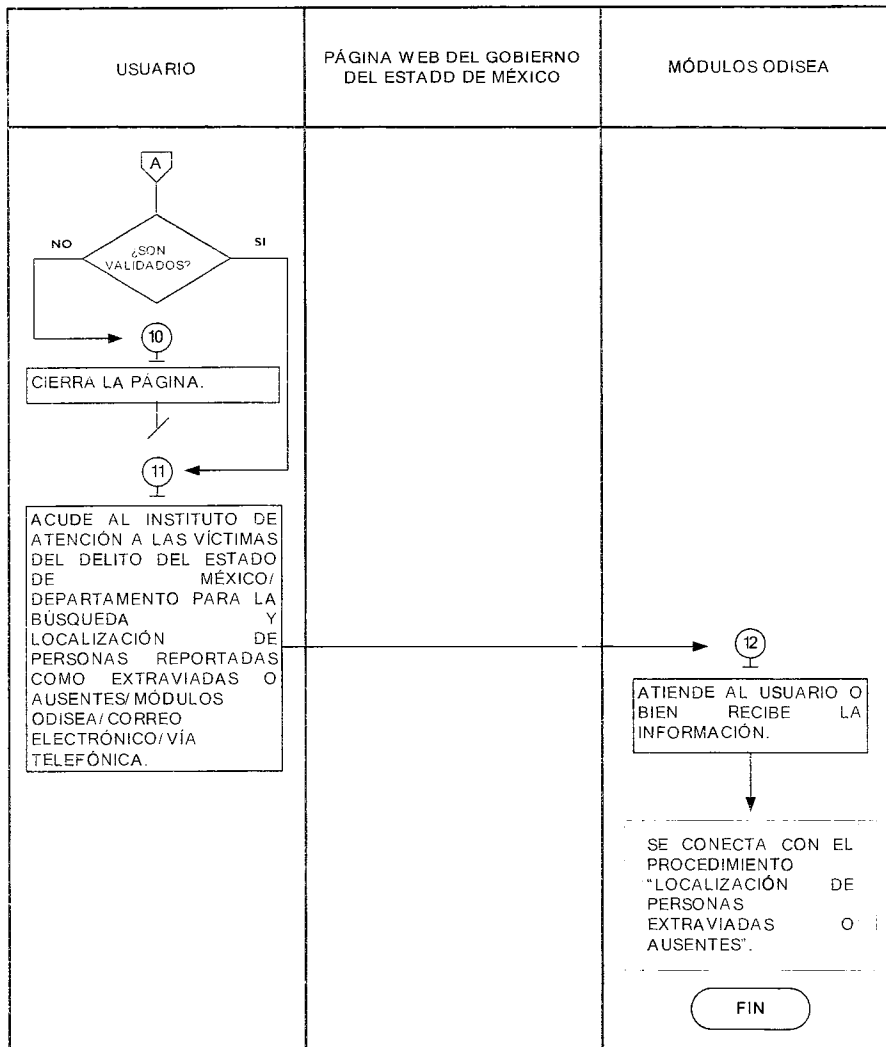 USUARIO
PÁGINA WEB DEL GOBIERNO
DEL ESTADO DE MÉXICO
MÓDULOS ODISEA
A
NO
¿SON
VALIDADOS?
SI
10
CIERRA LA PÁGINA.
11
ACUDE AL INSTITUTO DE
ATENCIÓN A LAS VÍCTIMAS
DEL DELITO DEL ESTADO
DE MÉXICO/
DEPARTAMENTO PARA LA
BÚSQUEDA Y
LOCALIZACIÓN DE
PERSONAS REPORTADAS
COMO EXTRAVIADAS O
AUSENTES/MÓDULOS
ODISEA/CORREO
ELECTRÓNICO/VÍA
TELEFÓNICA.
12
ATIENDE AL USUARIO O
BIEN RECIBE LA
INFORMACIÓN.
SE CONECTA CON EL
PROCEDIMIENTO
"LOCALIZACIÓN DE
PERSONAS
EXTRAVIADAS O
AUSENTES".
FIN